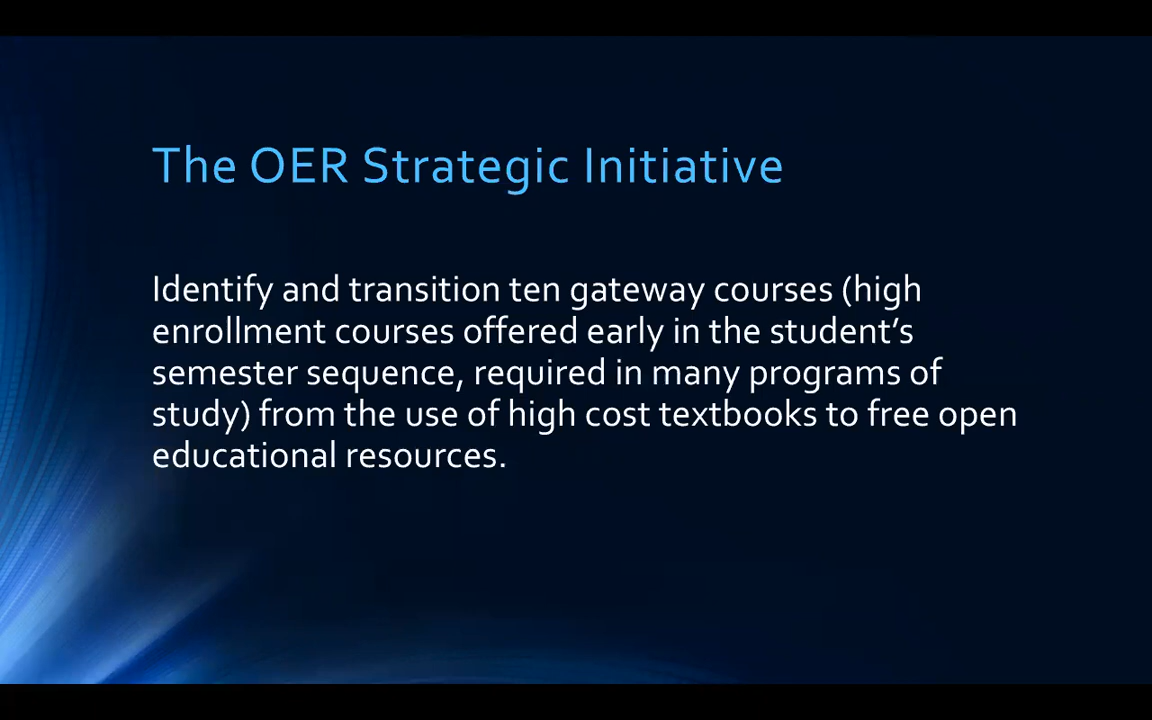 The OER Strategic Initiative
Identify and transition ten gateway courses (high
enrollment courses offered early in the student’s
semester sequence, required in many programs of
study) from the use of high cost textbooks to free open
educational resources.